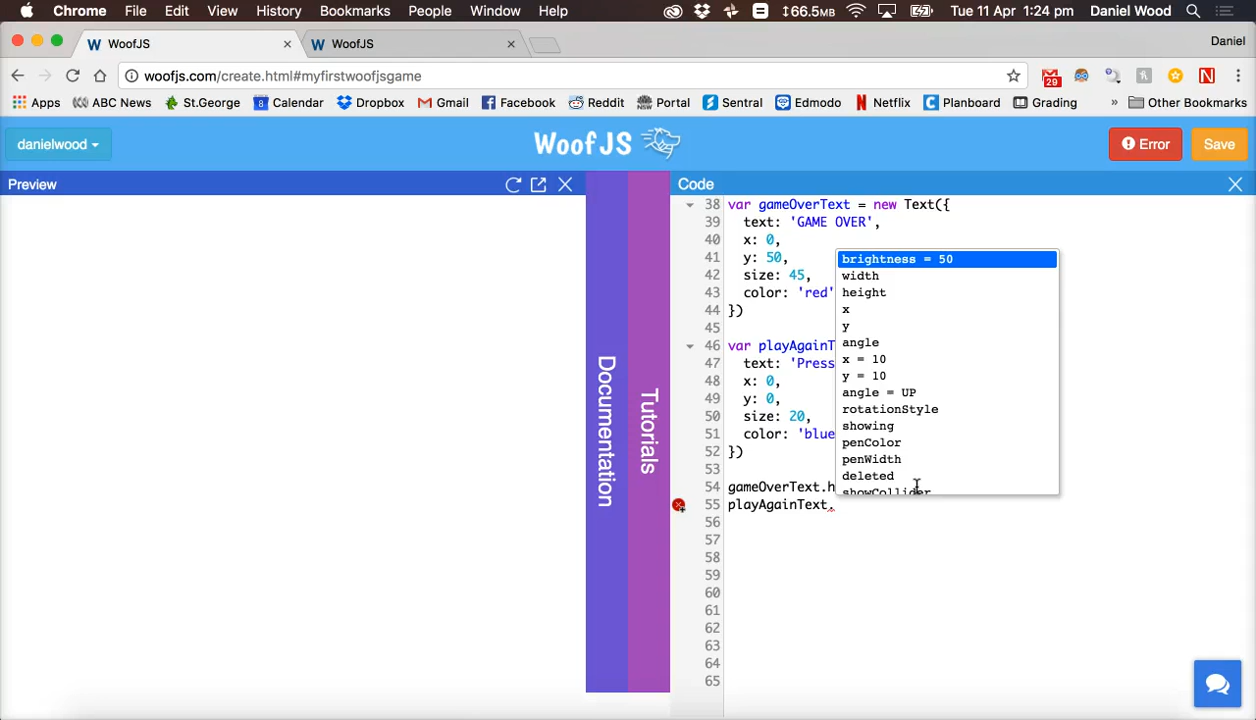 Chrome File Edit View History Bookmarks People Window Help 66.5MB Tue 11 Apr 1:24 pm Daniel Wood
WoofJS × WoofJS × Daniel
woofjs.com/create.html#myfirstwoofjsgame 29
Apps ABC News St.George Calendar Dropbox Gmail Facebook Reddit Portal Sentral Edmodo Netflix Planboard Grading » Other Bookmarks
danielwood WoofJS Error Save
Preview Code
Documentation
Tutorials
38 var gameOverText = new Text({
39 text: 'GAME OVER',
40 x: 0,
41 y: 50,
42 size: 45,
43 color: 'red'
44 })
45
46 var playAgainT
47 text: 'Press
48 x: 0,
49 y: 0,
50 size: 20,
51 color: 'blue
52 })
53
54 gameOverText.h
55 playAgainText.
56
57
58
59
60
61
62
63
64
65
brightness = 50
width
height
x
y
angle
x = 10
y = 10
angle = UP
rotationStyle
showing
penColor
penWidth
deleted
showCollider